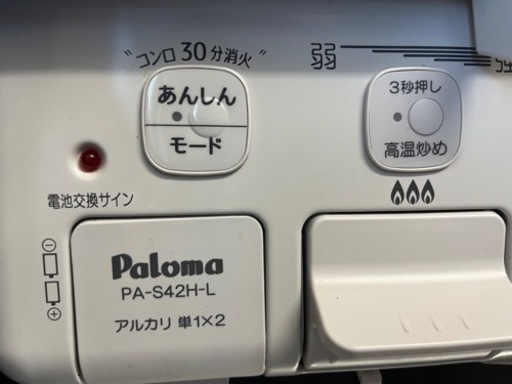 "コンロ30分消火"
あんしん
モード
弱
強
3秒押し
高温炒め
電池交換サイン
⊖
⊕
Paloma
PA-S42H-L
アルカリ 単1×2